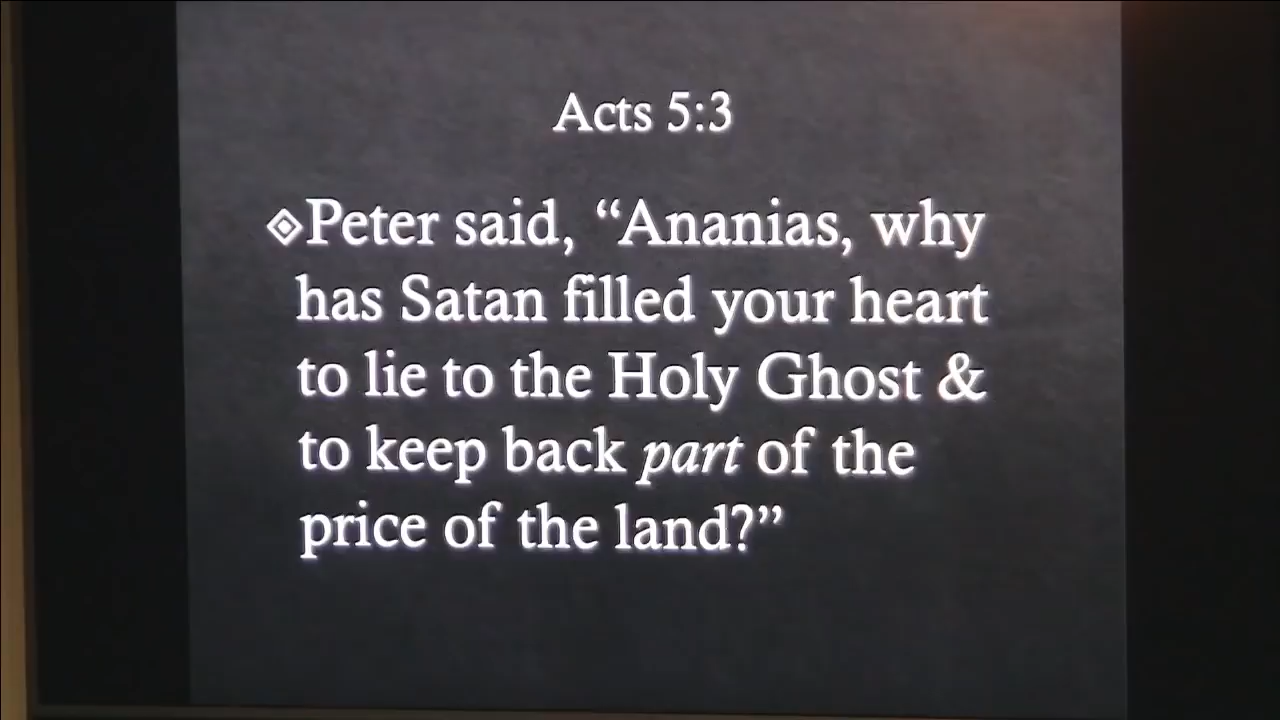 Acts 5:3
Peter said, “Ananias, why
has Satan filled your heart
to lie to the Holy Ghost &
to keep back part of the
price of the land?”